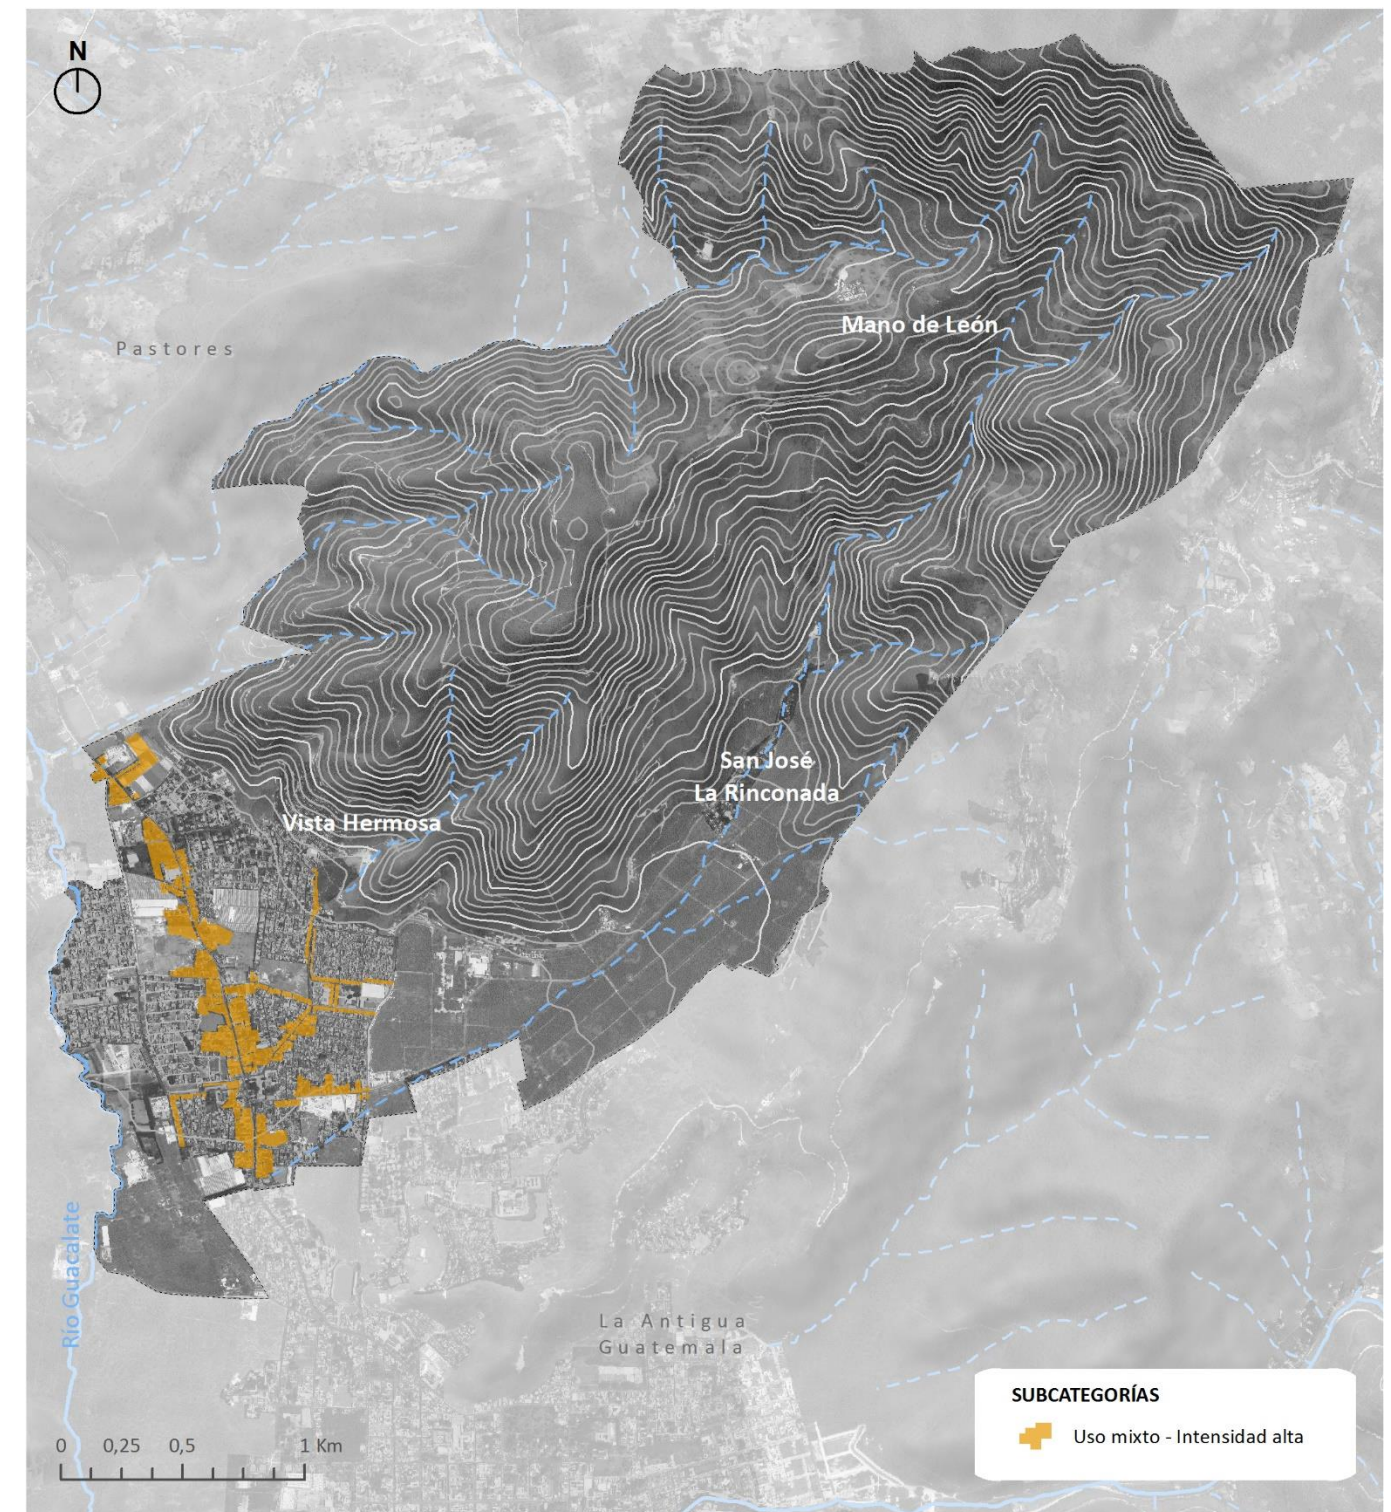 N
Pastores
Mano de León
San José
La Rinconada
Vista Hermosa
Río Guacalate
La Antigua
Guatemala
0 0,25 0,5 1 Km
SUBCATEGORÍAS
Uso mixto - Intensidad alta